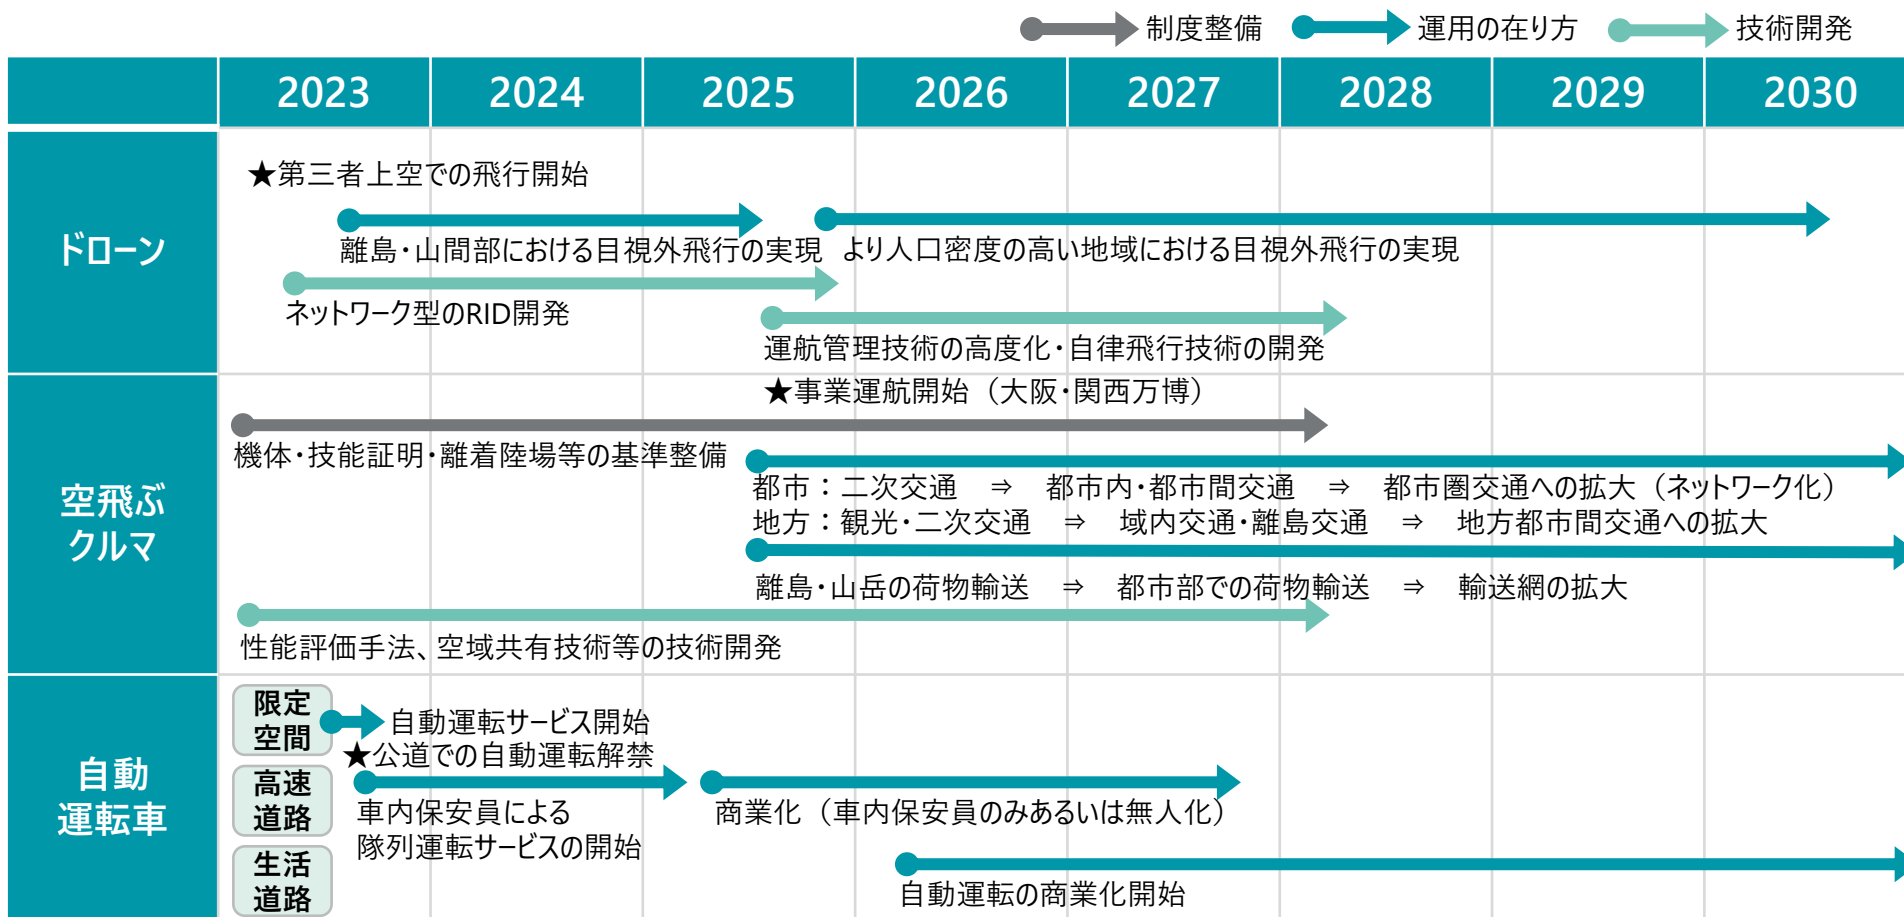 制度整備
運用の在り方
技術開発
2023
2024
2025
2026
2027
2028
2029
2030
ドローン
★第三者上空での飛行開始
離島・山間部における目視外飛行の実現
より人口密度の高い地域における目視外飛行の実現
ネットワーク型のRID開発
運航管理技術の高度化・自律飛行技術の開発
空飛ぶ
クルマ
★事業運航開始（大阪・関西万博）
機体・技能証明・離着陸場等の基準整備
都市：二次交通　⇒　都市内・都市間交通　⇒　都市圏交通への拡大（ネットワーク化）
地方：観光・二次交通　⇒　域内交通・離島交通　⇒　地方都市間交通への拡大
離島・山岳の荷物輸送　⇒　都市部での荷物輸送　⇒　輸送網の拡大
性能評価手法、空域共有技術等の技術開発
自動
運転車
限定
空間
自動運転サービス開始
★公道での自動運転解禁
高速
道路
車内保安員による
隊列運転サービスの開始
商業化（車内保安員のみあるいは無人化）
生活
道路
自動運転の商業化開始